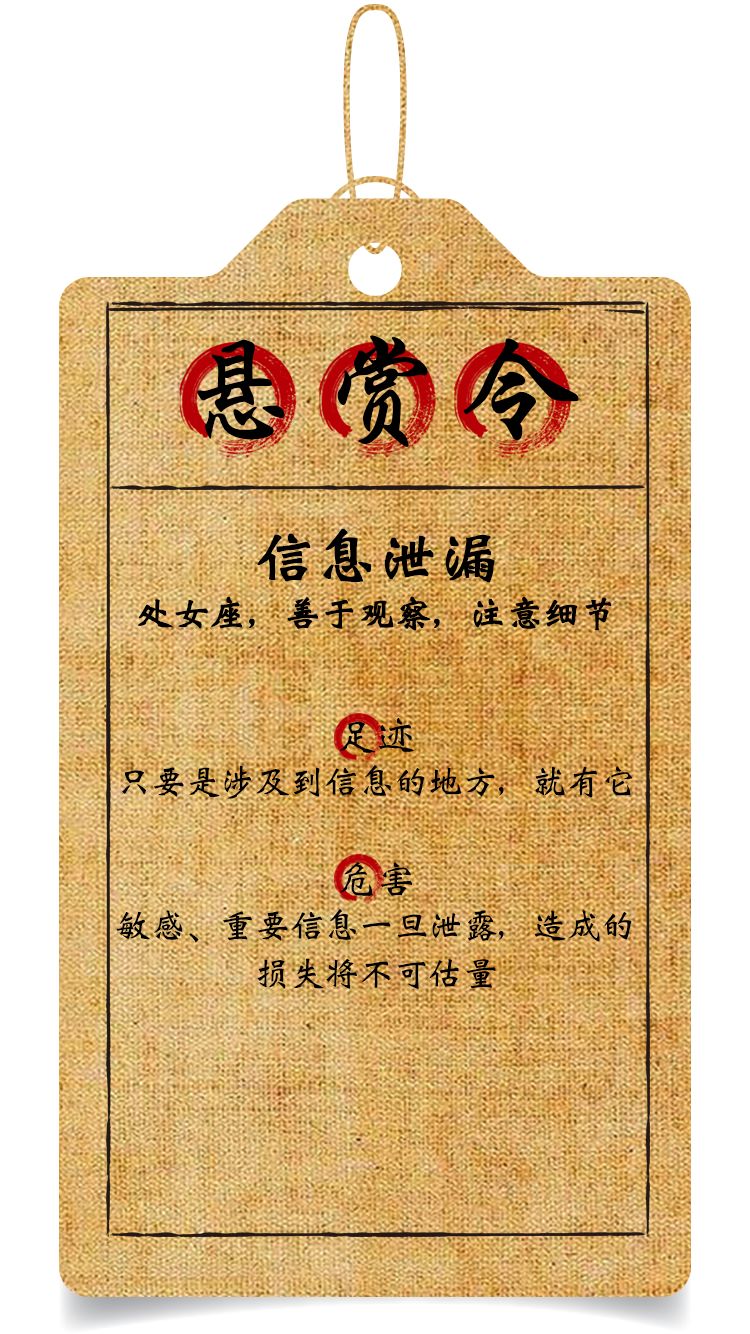 悬赏令
信息泄漏
处女座，善于观察，注意细节
足迹
只要是涉及到信息的地方，就有它
危害
敏感、重要信息一旦泄露，造成的
损失将不可估量